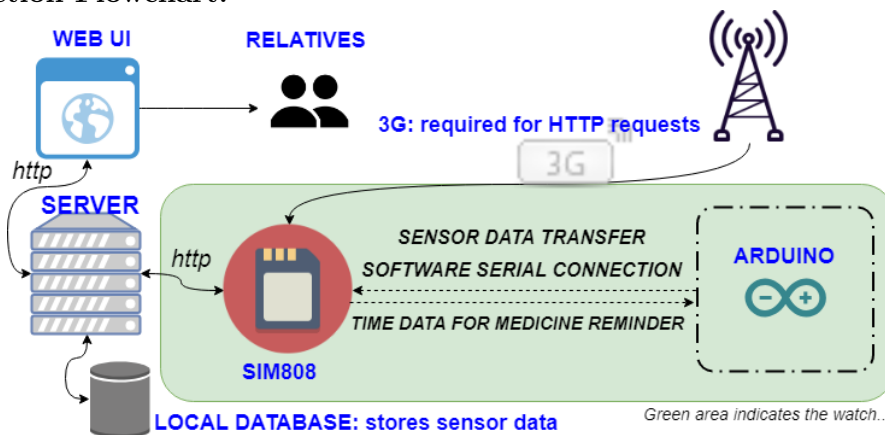 WEB UI
RELATIVES
3G: required for HTTP requests
3G
http
SERVER
SENSOR DATA TRANSFER
http
SOFTWARE SERIAL CONNECTION
ARDUINO
TIME DATA FOR MEDICINE REMINDER
SIM808
LOCAL DATABASE: stores sensor data
Green area indicates the watch..